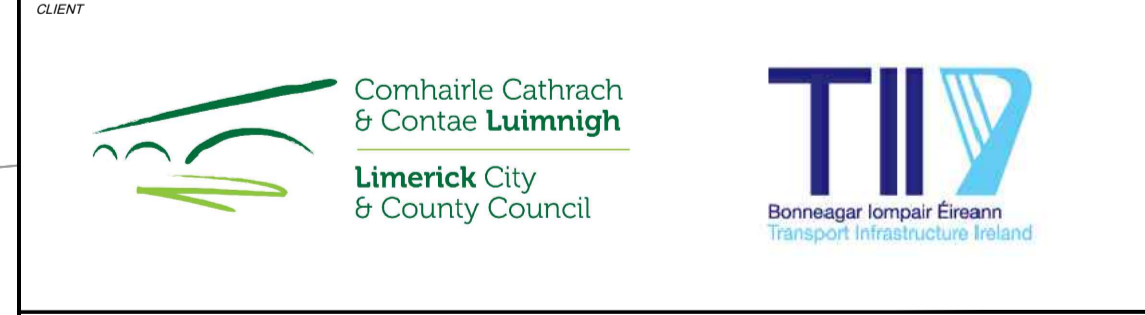 CLIENT
Comhairle Cathrach
& Contae Luimnigh
Limerick City
& County Council
TII
Bonneagar Iompair Éireann
Transport Infrastructure Ireland